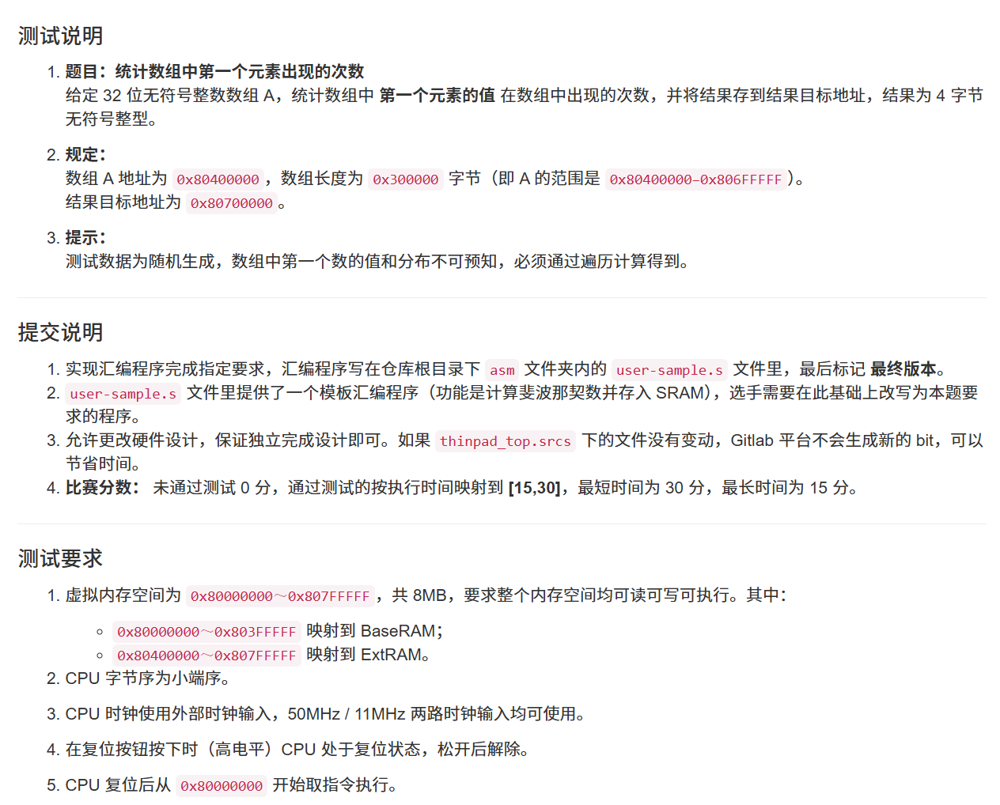 测试说明
1. 题目：统计数组中第一个元素出现的次数
给定 32 位无符号整数数组 A，统计数组中 第一个元素的值 在数组中出现的次数，并将结果存到结果目标地址，结果为 4 字节
无符号整型。
2. 规定：
数组 A 地址为 0x80400000，数组长度为 0x300000 字节（即 A 的范围是 0x80400000–0x806FFFFF）。
结果目标地址为 0x80700000。
3. 提示：
测试数据为随机生成，数组中第一个数的值和分布不可预知，必须通过遍历计算得到。
提交说明
1. 实现汇编程序完成指定要求，汇编程序写在仓库根目录下 asm 文件夹内的 user-sample.s 文件里，最后标记 最终版本。
2. user-sample.s 文件里提供了一个模板汇编程序（功能是计算斐波那契数并存入 SRAM），选手需要在此基础上改写为本题要
求的程序。
3. 允许更改硬件设计，保证独立完成设计即可。如果 thinpad_top.srcs 下的文件没有变动，Gitlab 平台不会生成新的 bit，可以
节省时间。
4. 比赛分数： 未通过测试 0 分，通过测试的按执行时间映射到 [15,30]，最短时间为 30 分，最长时间为 15 分。
测试要求
1. 虚拟内存空间为 0x80000000～0x807FFFFF，共 8MB，要求整个内存空间均可读可写可执行。其中：
◦ 0x80000000～0x803FFFFF 映射到 BaseRAM；
◦ 0x80400000～0x807FFFFF 映射到 ExtRAM。
2. CPU 字节序为小端序。
3. CPU 时钟使用外部时钟输入，50MHz / 11MHz 两路时钟输入均可使用。
4. 在复位按钮按下时（高电平）CPU 处于复位状态，松开后解除。
5. CPU 复位后从 0x80000000 开始取指令执行。